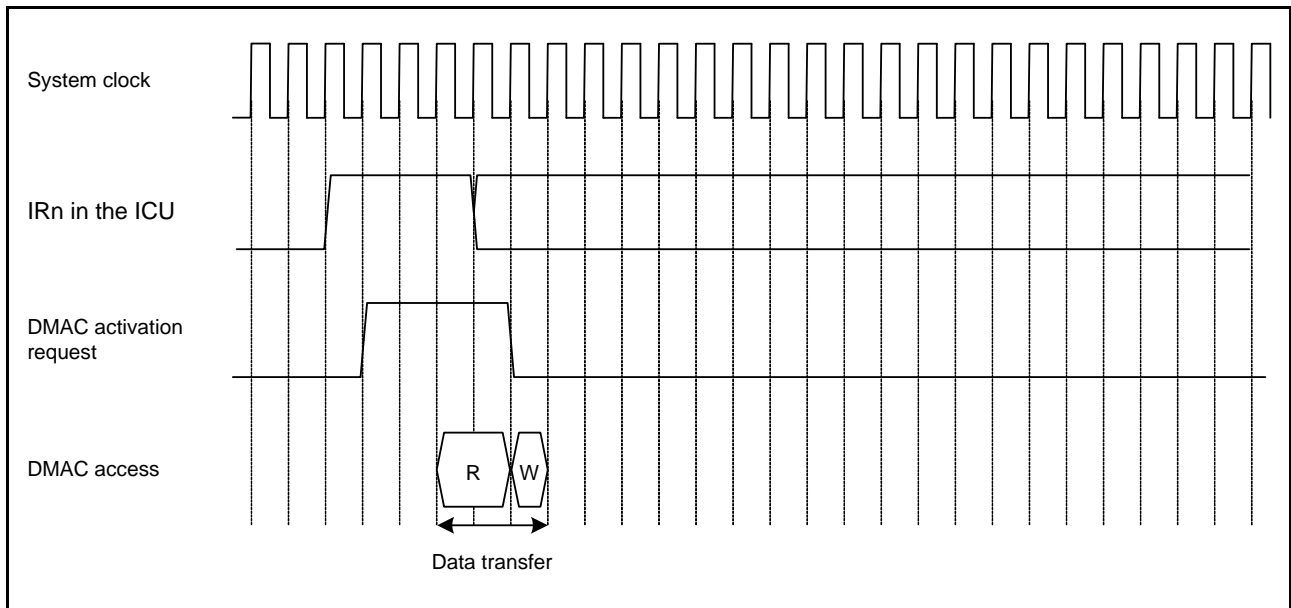 System clock
IRn in the ICU
DMAC activation
request
DMAC access
R
W
Data transfer